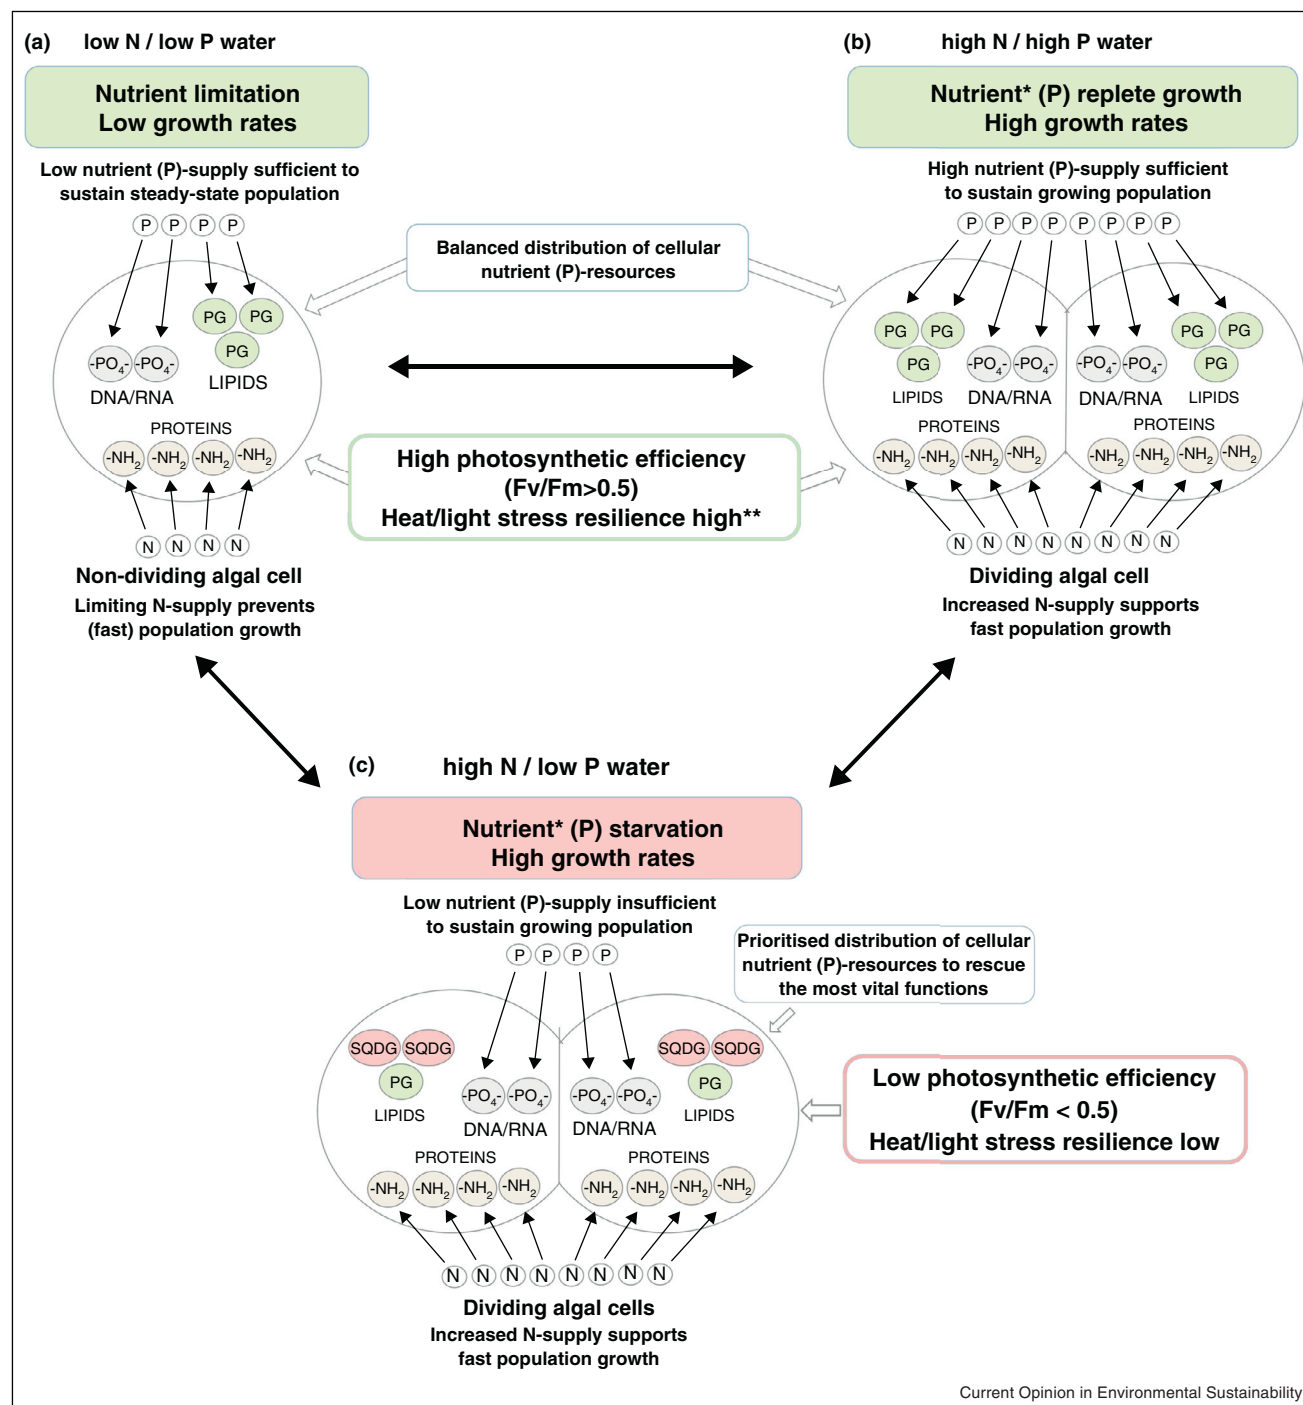 (a) low N / low P water
Nutrient limitation
Low growth rates
Low nutrient (P)-supply sufficient to
sustain steady-state population
P P P P
PG PG
PG
-PO4- -PO4-
LIPIDS
DNA/RNA
PROTEINS
-NH2 -NH2 -NH2 -NH2
N N N N
Non-dividing algal cell
Limiting N-supply prevents
(fast) population growth
Balanced distribution of cellular
nutrient (P)-resources
High photosynthetic efficiency
(Fv/Fm>0.5)
Heat/light stress resilience high**
(b) high N / high P water
Nutrient* (P) replete growth
High growth rates
High nutrient (P)-supply sufficient
to sustain growing population
P P P P P P P P
PG PG PG PG
PG -PO4- -PO4- -PO4- -PO4- PG
LIPIDS DNA/RNA DNA/RNA LIPIDS
PROTEINS PROTEINS
-NH2 -NH2 -NH2 -NH2 -NH2 -NH2 -NH2 -NH2
N N N N N N N N
Dividing algal cell
Increased N-supply supports
fast population growth
(c) high N / low P water
Nutrient* (P) starvation
High growth rates
Low nutrient (P)-supply insufficient
to sustain growing population
P P P P
SQDG SQDG SQDG SQDG
PG -PO4- -PO4- -PO4- -PO4- PG
LIPIDS DNA/RNA DNA/RNA LIPIDS
PROTEINS PROTEINS
-NH2 -NH2 -NH2 -NH2 -NH2 -NH2 -NH2 -NH2
N N N N N N N N
Dividing algal cells
Increased N-supply supports
fast population growth
Prioritised distribution of cellular
nutrient (P)-resources to rescue
the most vital functions
Low photosynthetic efficiency
(Fv/Fm < 0.5)
Heat/light stress resilience low
Current Opinion in Environmental Sustainability